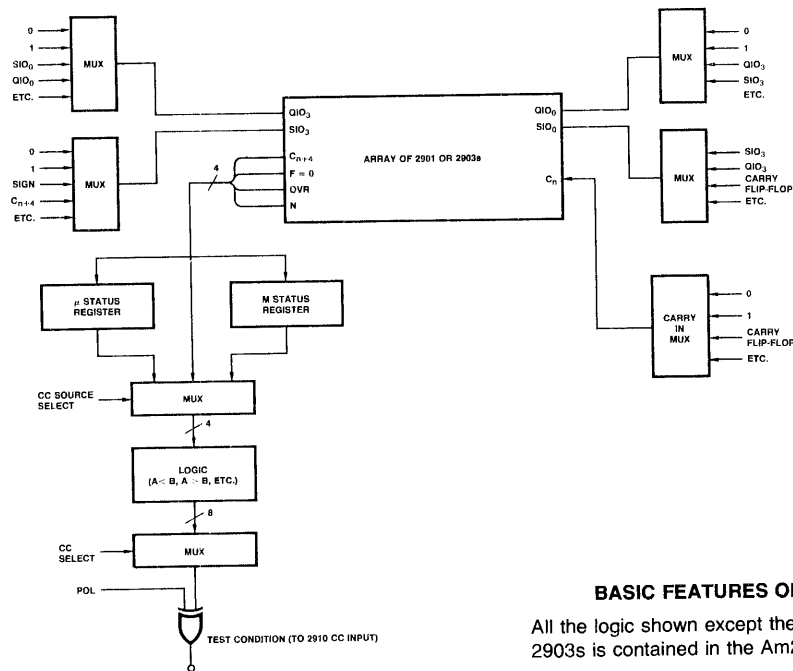 0
1
SIO₀
QIO₀
ETC.
MUX
0
1
SIGN
Cₙ₊₄
ETC.
MUX
QIO₃
SIO₃
Cₙ₊₄
F = 0
OVR
N
4
ARRAY OF 2901 OR 2903s
QIO₀
SIO₀
Cₙ
MUX
0
1
QIO₃
SIO₃
ETC.
MUX
SIO₃
QIO₃
CARRY
FLIP-FLOP
ETC.
CARRY
IN
MUX
0
1
CARRY
FLIP-FLOP
ETC.
μ STATUS
REGISTER
M STATUS
REGISTER
CC SOURCE
SELECT
MUX
4
LOGIC
(A< B, A > B, ETC.)
8
CC
SELECT
MUX
POL
TEST CONDITION (TO 2910 CC INPUT)
BASIC FEATURES O
All the logic shown except the
2903s is contained in the Am2